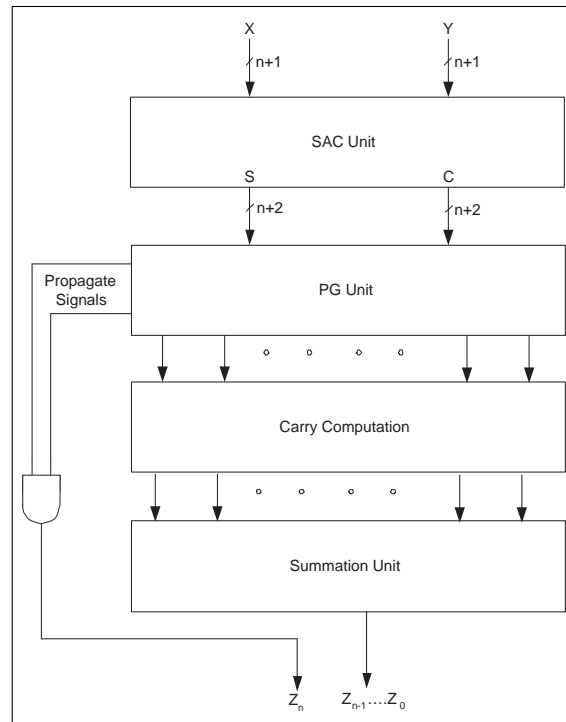 X Y
n+1 n+1
SAC Unit
S C
n+2 n+2
Propagate
Signals
PG Unit
Carry Computation
Summation Unit
Zn Zn-1....Z0